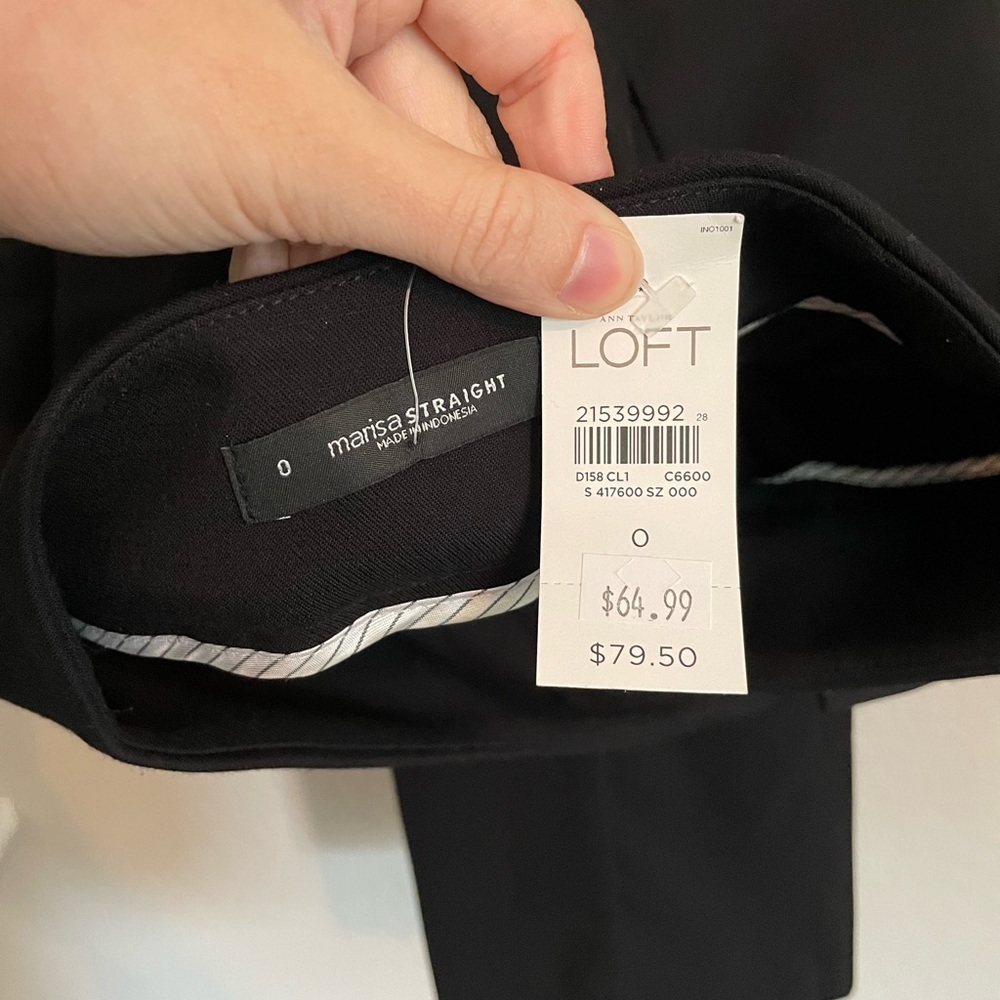 INO1001
ANN TAYLOR
LOFT
21539992 28
D158 CL1 C6600
S 417600 SZ 000
0
$64.99
$79.50
0 marisa STRAIGHT
MADE IN INDONESIA